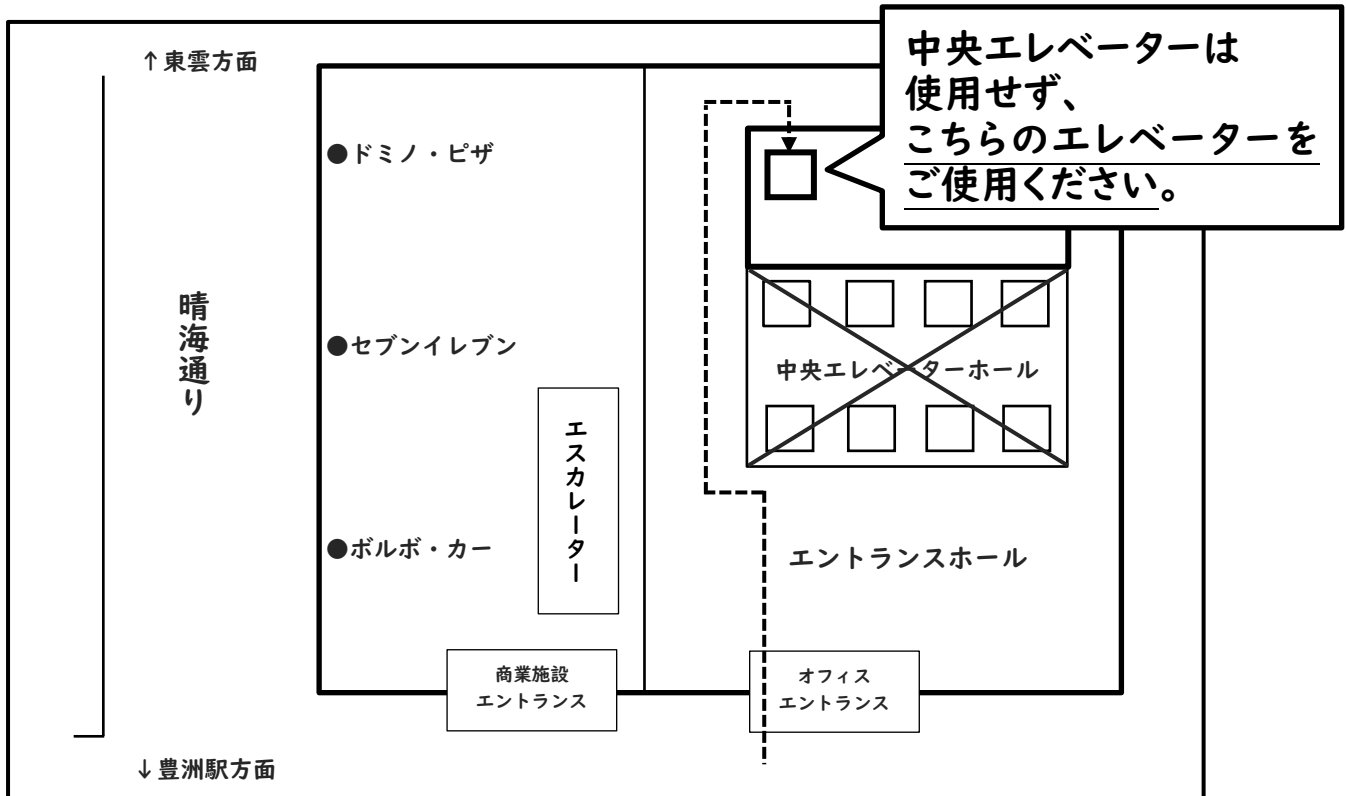 ↑東雲方面
中央エレベーターは
使用せず、
こちらのエレベーターを
ご使用ください。
●ドミノ・ピザ
晴海通り
●セブンイレブン
中央エレベーターホール
エスカレーター
●ボルボ・カー
エントランスホール
商業施設
エントランス
オフィス
エントランス
↓豊洲駅方面